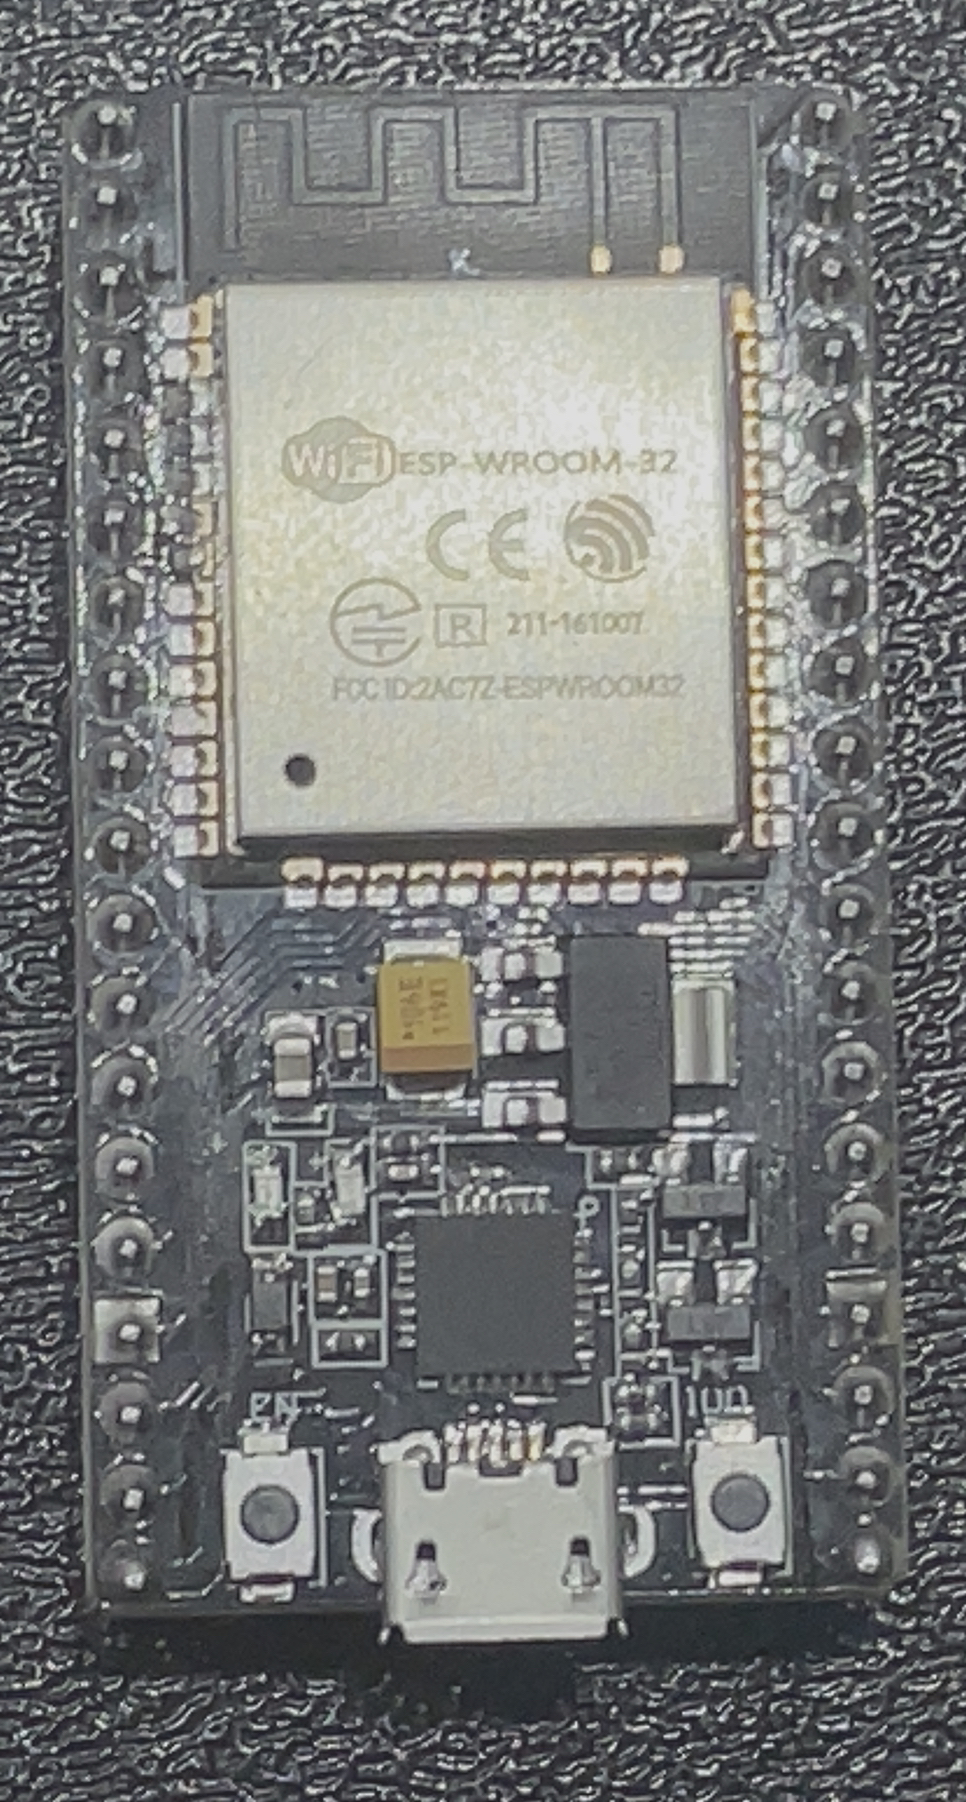 WiFi ESP-WROOM-32
CE
R 211-161007
FCC ID:2AC7Z-ESPWROOM32
EN
IO0